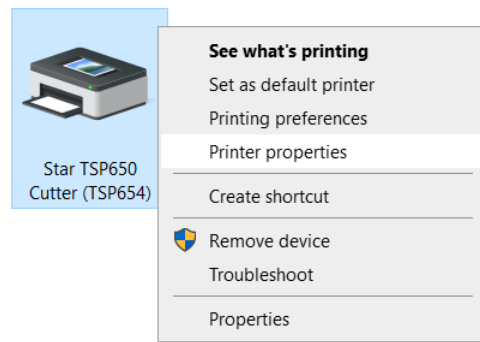 Star TSP650
Cutter (TSP654)
See what's printing
Set as default printer
Printing preferences
Printer properties
Create shortcut
Remove device
Troubleshoot
Properties